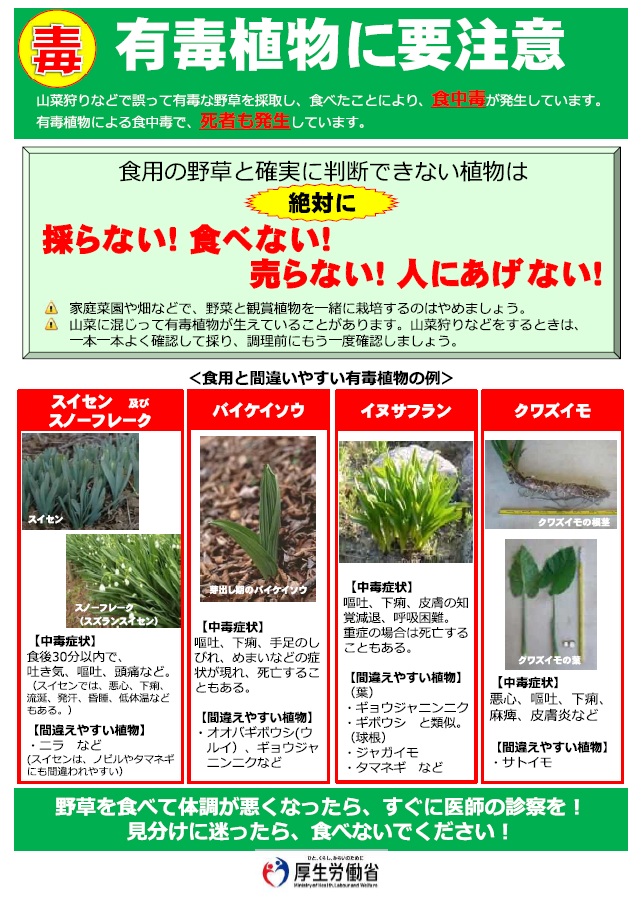 毒
有毒植物に要注意
山菜狩りなどで誤って有毒な野草を採取し、食べたことにより、食中毒が発生しています。
有毒植物による食中毒で、死者も発生しています。
食用の野草と確実に判断できない植物は
絶対に
採らない！食べない！
売らない！人にあげない！
家庭菜園や畑などで、野菜と観賞植物を一緒に栽培するのはやめましょう。
山菜に混じって有毒植物が生えていることがあります。山菜狩りなどをするときは、
一本一本よく確認して採り、調理前にもう一度確認しましょう。
＜食用と間違いやすい有毒植物の例＞
スイセン 及び
スノーフレーク
スイセン
スノーフレーク
（スズランスイセン）
【中毒症状】
食後30分以内で、
吐き気、嘔吐、頭痛など。
（スイセンでは、悪心、下痢、
流涎、発汗、昏睡、低体温など
もある。）
【間違えやすい植物】
・ニラ など
(スイセンは、ノビルやタマネギ
にも間違われやすい）
バイケイソウ
芽出し期のバイケイソウ
【中毒症状】
嘔吐、下痢、手足のし
びれ、めまいなどの症
状が現れ、死亡するこ
ともある。
【間違えやすい植物】
・オオバギボウシ(ウ
ルイ）、ギョウジャ
ニンニクなど
イヌサフラン
【中毒症状】
嘔吐、下痢、皮膚の知
覚減退、呼吸困難。
重症の場合は死亡する
こともある。
【間違えやすい植物】
（葉）
・ギョウジャニンニク
・ギボウシ と類似。
（球根）
・ジャガイモ
・タマネギ など
クワズイモ
クワズイモの根茎
クワズイモの葉
【中毒症状】
悪心、嘔吐、下痢、
麻痺、皮膚炎など
【間違えやすい植物】
・サトイモ
野草を食べて体調が悪くなったら、すぐに医師の診察を！
見分けに迷ったら、食べないでください！
ひと、くらし、みらいのために
厚生労働省
Ministry of Health, Labour and Welfare